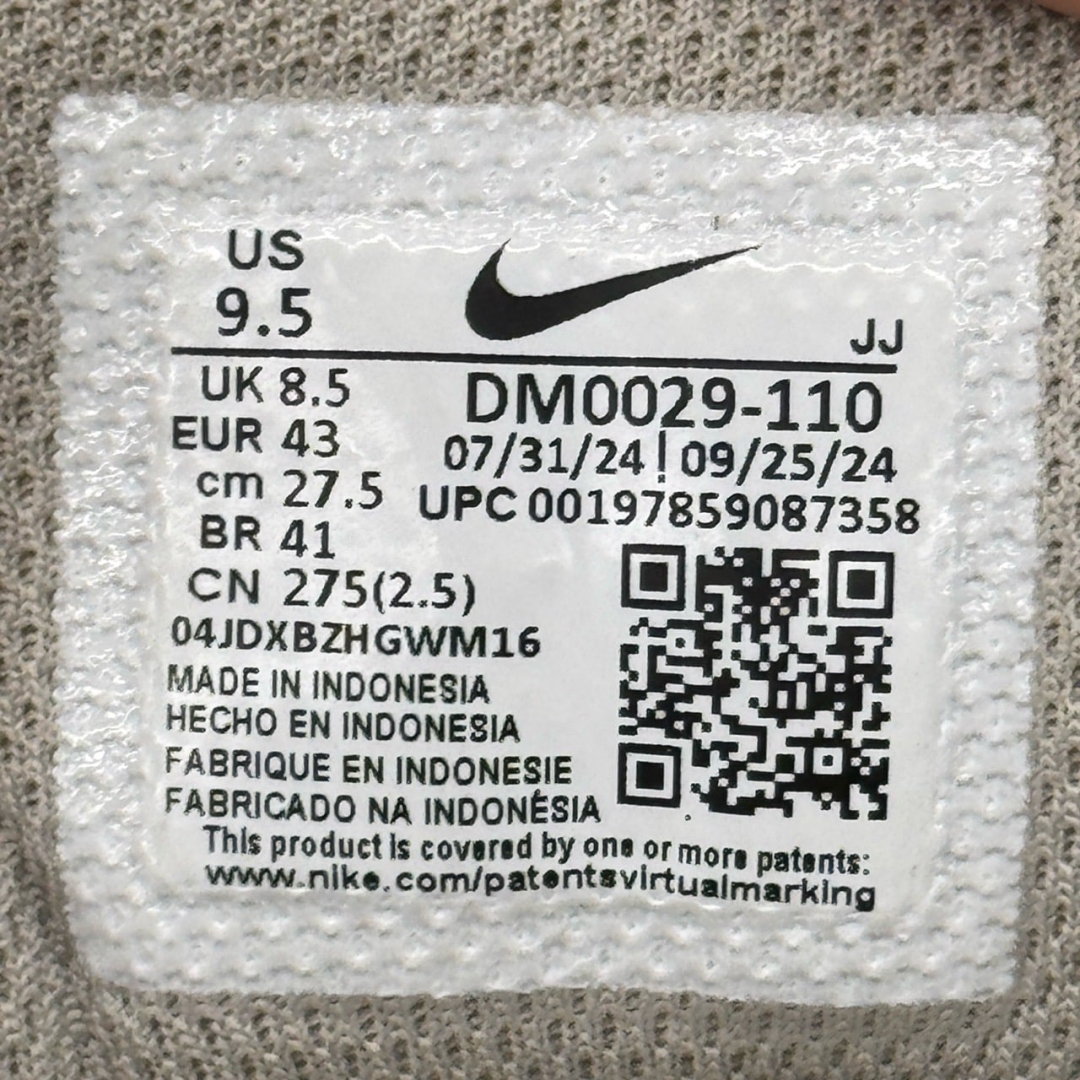 US
9.5
JJ
UK 8.5
EUR 43
cm 27.5
BR 41
CN 275(2.5)
DM0029-110
07/31/24 | 09/25/24
UPC 00197859087358
04JDXBZHGWM16
MADE IN INDONESIA
HECHO EN INDONESIA
FABRIQUE EN INDONESIE
FABRICADO NA INDONÉSIA
This product is covered by one or more patents:
www.nike.com/patentsvirtualmarking